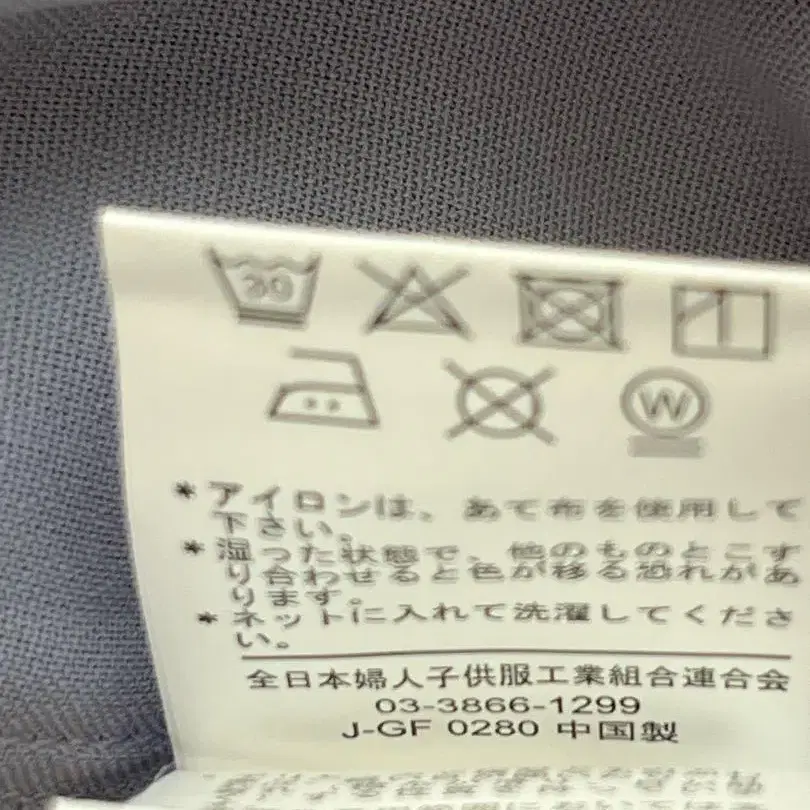 30
W
* アイロンは、あて布を使用して
下さい。
* 湿った状態で、他のものとこす
り合わせると色が移る恐れがあ
ります。
* ネットに入れて洗濯してくださ
い。
全日本婦人子供服工業組合連合会
03-3866-1299
J-GF 0280 中国製